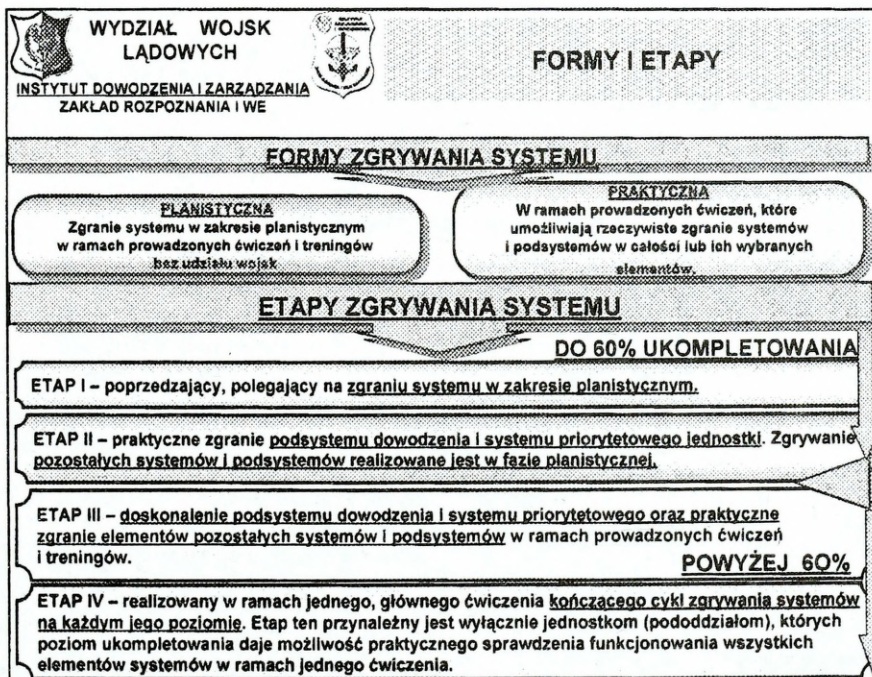 WYDZIAŁ WOJSK
LĄDOWYCH
INSTYTUT DOWODZENIA I ZARZĄDZANIA
ZAKŁAD ROZPOZNANIA I WE
FORMY I ETAPY
FORMY ZGRYWANIA SYSTEMU
PLANISTYCZNA
Zgranie systemu w zakresie planistycznym
w ramach prowadzonych ćwiczeń i treningów
bez udziału wojsk
PRAKTYCZNA
W ramach prowadzonych ćwiczeń, które
umożliwiają rzeczywiste zgranie systemów
i podsystemów w całości lub ich wybranych
elementów.
ETAPY ZGRYWANIA SYSTEMU
DO 60% UKOMPLETOWANIA
ETAP I – poprzedzający, polegający na zgraniu systemu w zakresie planistycznym.
ETAP II – praktyczne zgranie podsystemu dowodzenia i systemu priorytetowego jednostki. Zgrywanie
pozostałych systemów i podsystemów realizowane jest w fazie planistycznej.
ETAP III – doskonalenie podsystemu dowodzenia i systemu priorytetowego oraz praktyczne
zgranie elementów pozostałych systemów i podsystemów w ramach prowadzonych ćwiczeń
i treningów.
POWYŻEJ 60%
ETAP IV – realizowany w ramach jednego, głównego ćwiczenia kończącego cykl zgrywania systemów
na każdym jego poziomie. Etap ten przynależny jest wyłącznie jednostkom (pododdziałom), których
poziom ukompletowania daje możliwość praktycznego sprawdzenia funkcjonowania wszystkich
elementów systemów w ramach jednego ćwiczenia.